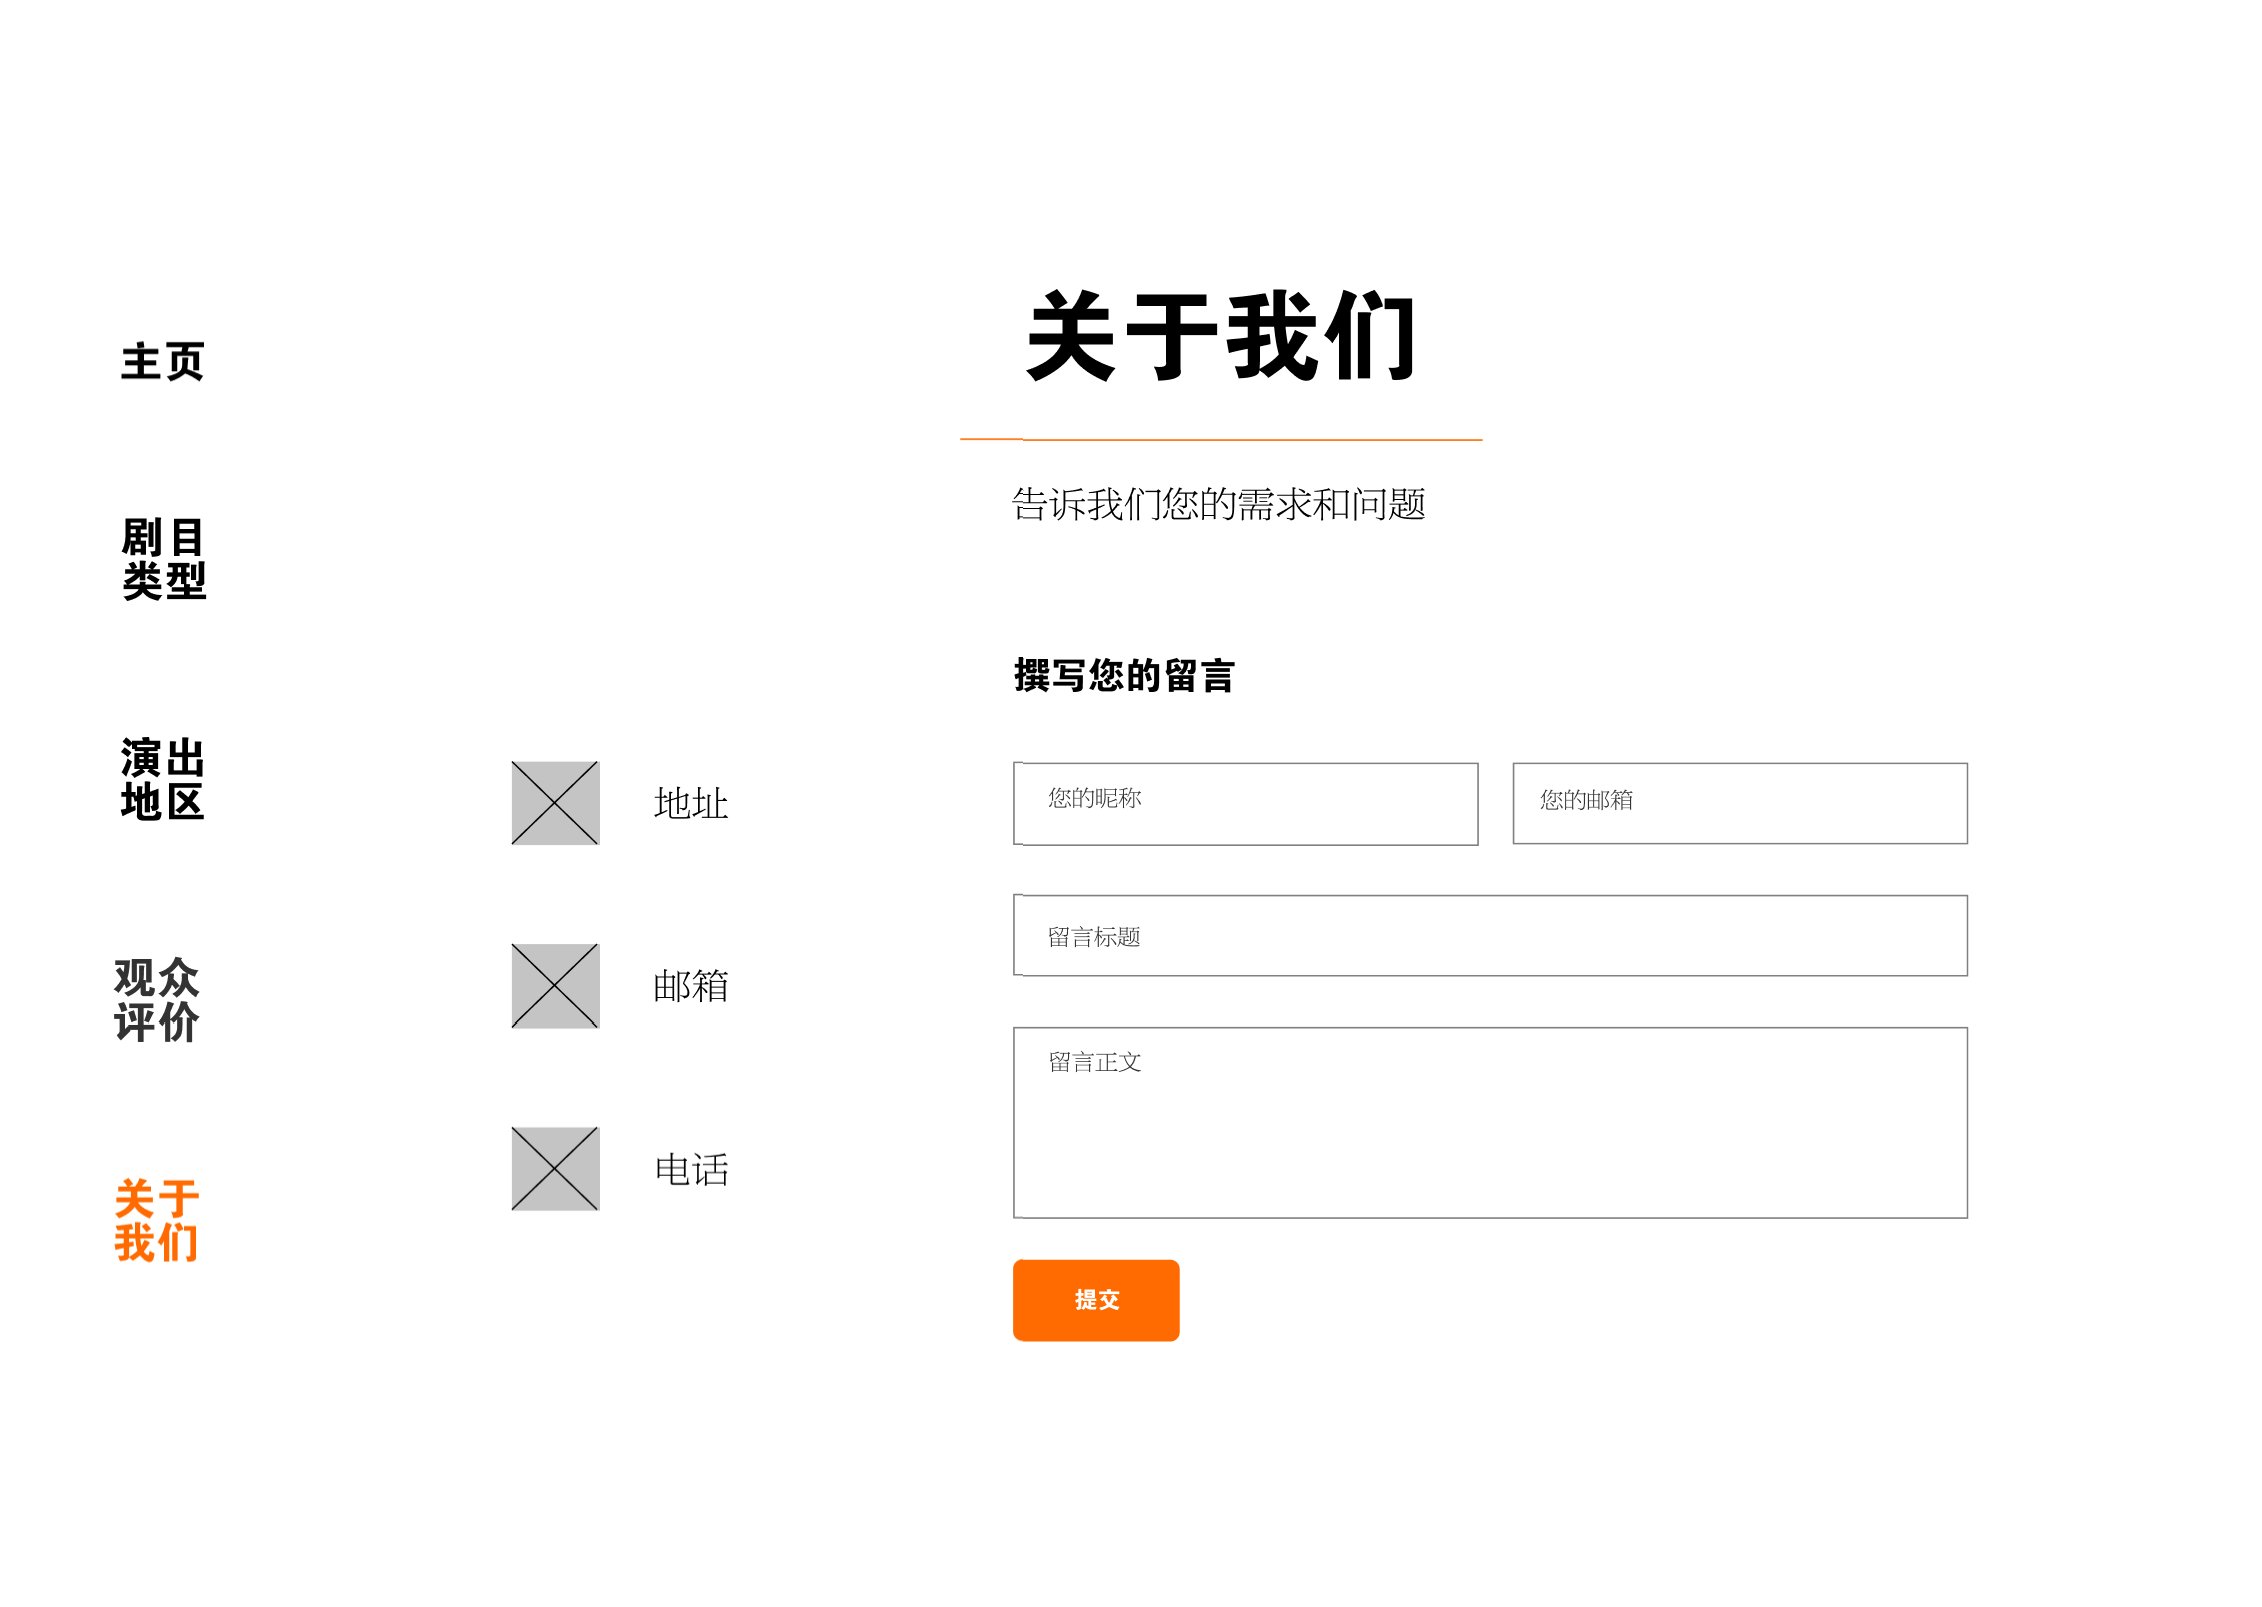 主页
剧目
类型
演出
地区
观众
评价
关于
我们
关于我们
告诉我们您的需求和问题
地址
邮箱
电话
撰写您的留言
您的昵称
您的邮箱
留言标题
留言正文
提交